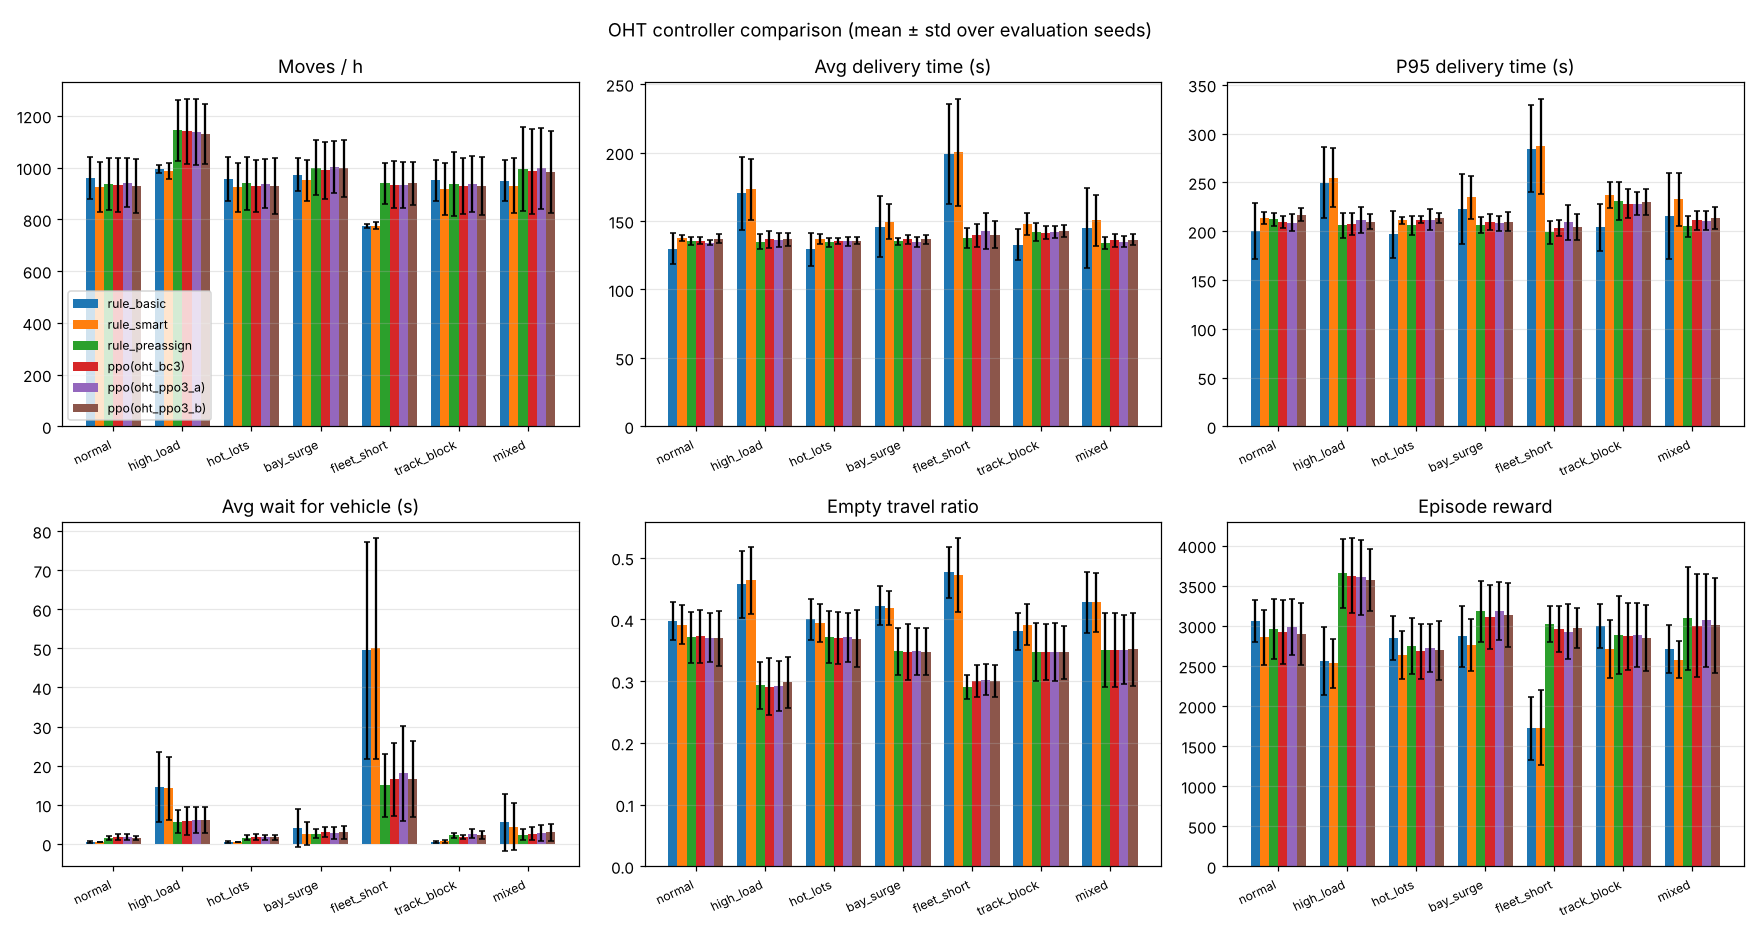 OHT controller comparison (mean ± std over evaluation seeds)
Moves / h
1200
1000
800
600
400
200
0
rule_basic
rule_smart
rule_preassign
ppo(oht_bc3)
ppo(oht_ppo3_a)
ppo(oht_ppo3_b)
normal
high_load
hot_lots
bay_surge
fleet_short
track_block
mixed
Avg delivery time (s)
250
200
150
100
50
0
normal
high_load
hot_lots
bay_surge
fleet_short
track_block
mixed
P95 delivery time (s)
350
300
250
200
150
100
50
0
normal
high_load
hot_lots
bay_surge
fleet_short
track_block
mixed
Avg wait for vehicle (s)
80
70
60
50
40
30
20
10
0
normal
high_load
hot_lots
bay_surge
fleet_short
track_block
mixed
Empty travel ratio
0.5
0.4
0.3
0.2
0.1
0.0
normal
high_load
hot_lots
bay_surge
fleet_short
track_block
mixed
Episode reward
4000
3500
3000
2500
2000
1500
1000
500
0
normal
high_load
hot_lots
bay_surge
fleet_short
track_block
mixed